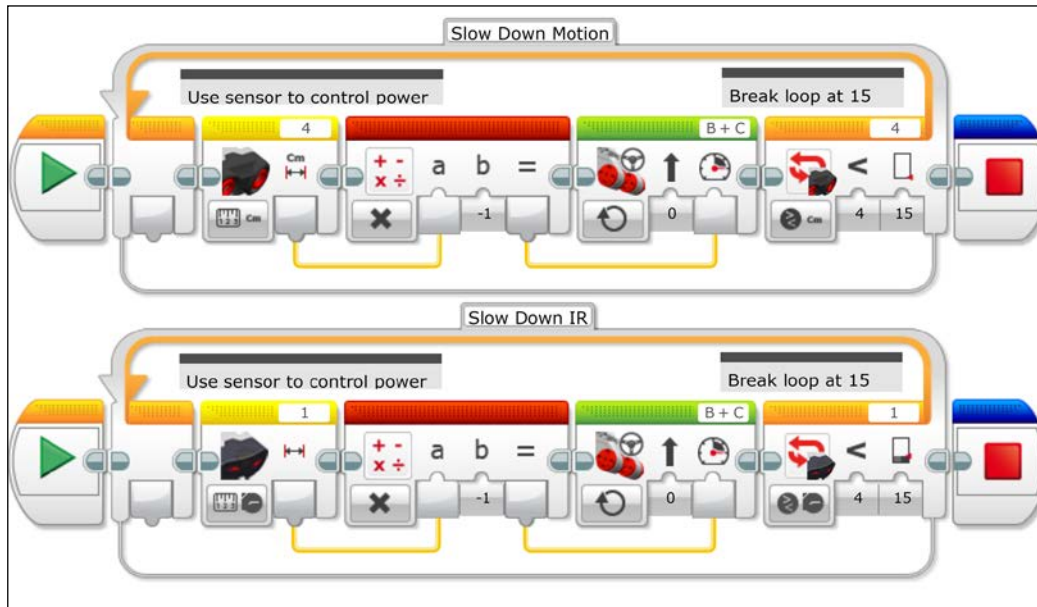 Slow Down Motion
Use sensor to control power
Break loop at 15
4 B + C 4
Cm a b = <
Cm -1 0 Cm 4 15
Slow Down IR
Use sensor to control power
Break loop at 15
1 B + C 1
a b = <
-1 0 4 15